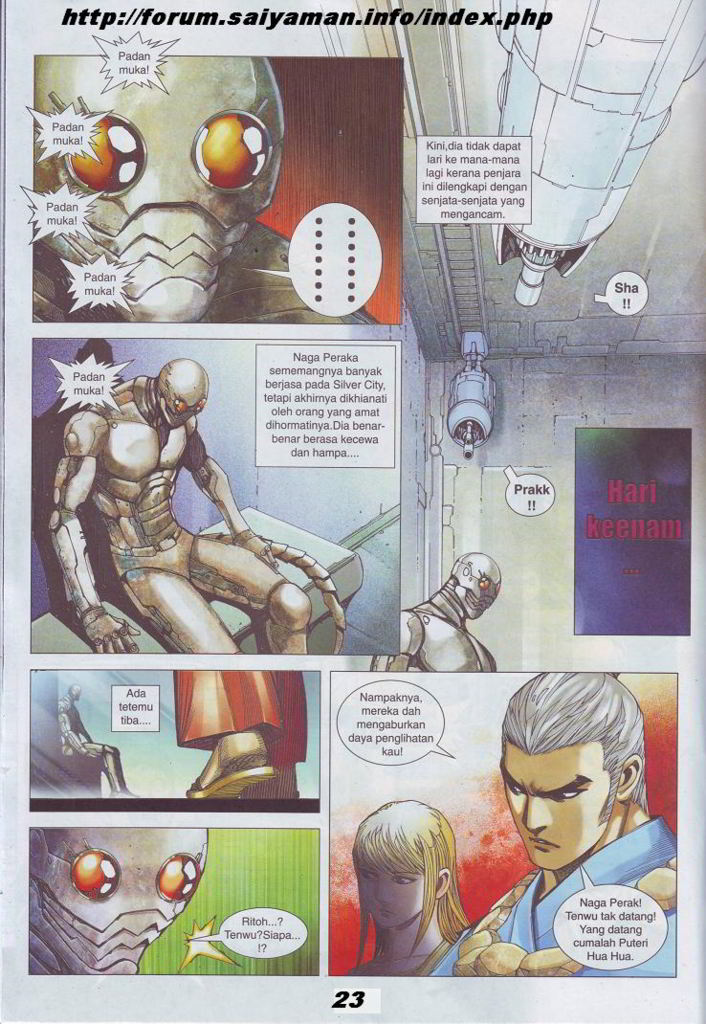 http://forum.saiyaman.info/index.php
Padan
muka!
Padan
muka!
Padan
muka!
Padan
muka!
Kini,dia tidak dapat
lari ke mana-mana
lagi kerana penjara
ini dilengkapi dengan
senjata-senjata yang
mengancam.
Sha
!!
Padan
muka!
Naga Peraka
sememangnya banyak
berjasa pada Silver City,
tetapi akhirnya dikhianati
oleh orang yang amat
dihormatinya.Dia benar-
benar berasa kecewa
dan hampa....
Prakk
!!
Hari
keenam
...
Ada
tetemu
tiba....
Nampaknya,
mereka dah
mengaburkan
daya penglihatan
kau!
Ritoh...?
Tenwu?Siapa...
!?
Naga Perak!
Tenwu tak datang!
Yang datang
cumalah Puteri
Hua Hua.
23